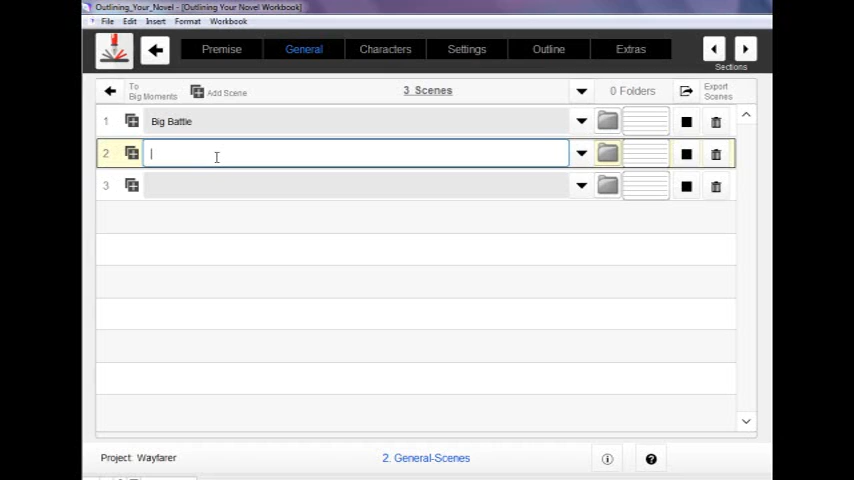 Outlining_Your_Novel - [Outlining Your Novel Workbook]
File Edit Insert Format Workbook
Premise General Characters Settings Outline Extras
Sections
To
Big Moments
Add Scene
3 Scenes
0 Folders
Export
Scenes
1 Big Battle
2
3
Project: Wayfarer
2. General-Scenes